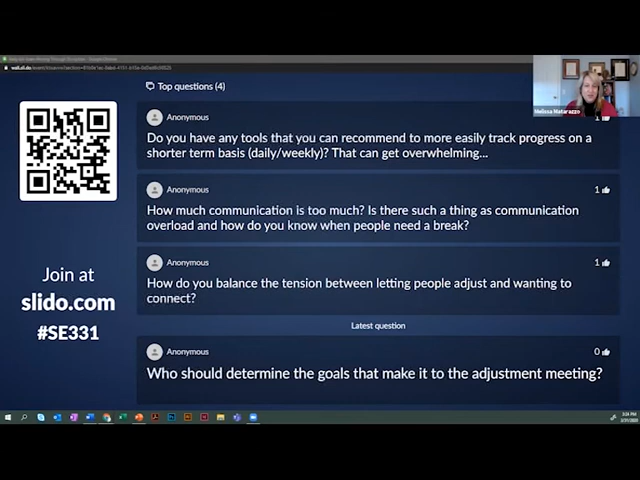 Top questions (4)
Melissa Matarazzo
Anonymous
1
Do you have any tools that you can recommend to more easily track progress on a
shorter term basis (daily/weekly)? That can get overwhelming...
Anonymous
1
How much communication is too much? Is there such a thing as communication
overload and how do you know when people need a break?
Anonymous
1
How do you balance the tension between letting people adjust and wanting to
connect?
Join at
slido.com
#SE331
Latest question
Anonymous
0
Who should determine the goals that make it to the adjustment meeting?